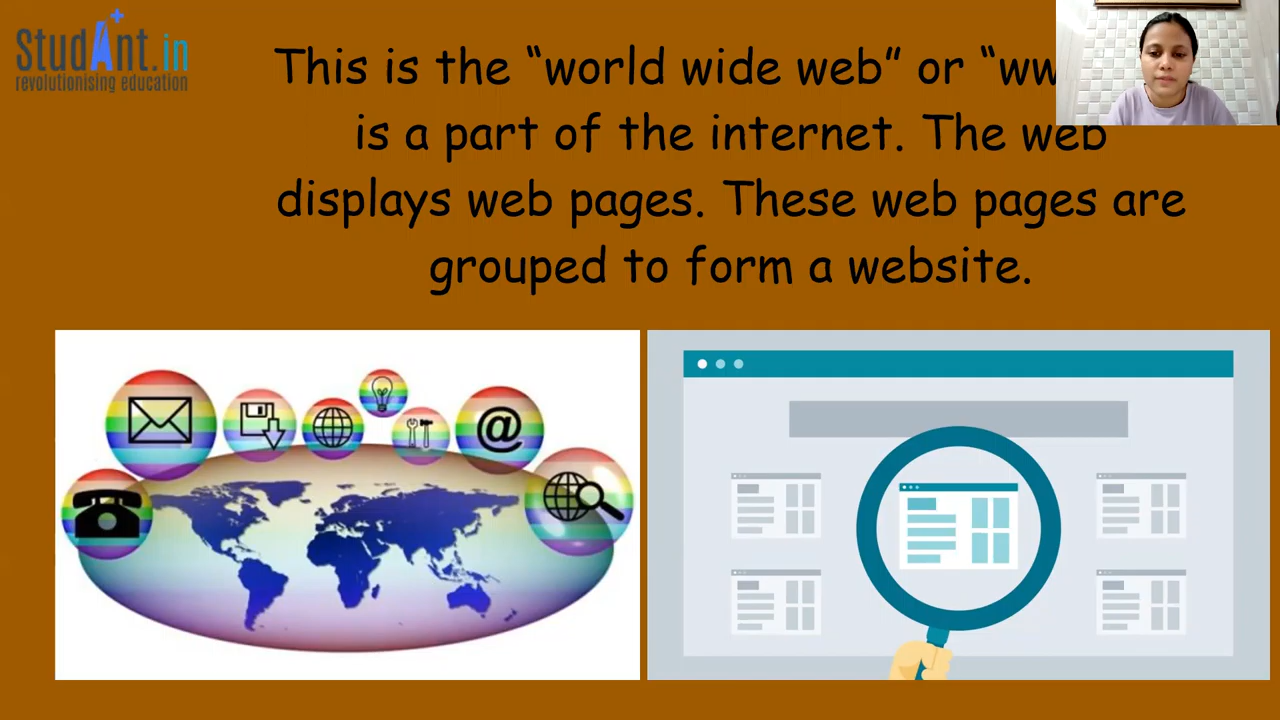 StudAnt.in
revolutionising education
This is the “world wide web” or “ww
is a part of the internet. The web
displays web pages. These web pages are
grouped to form a website.
@